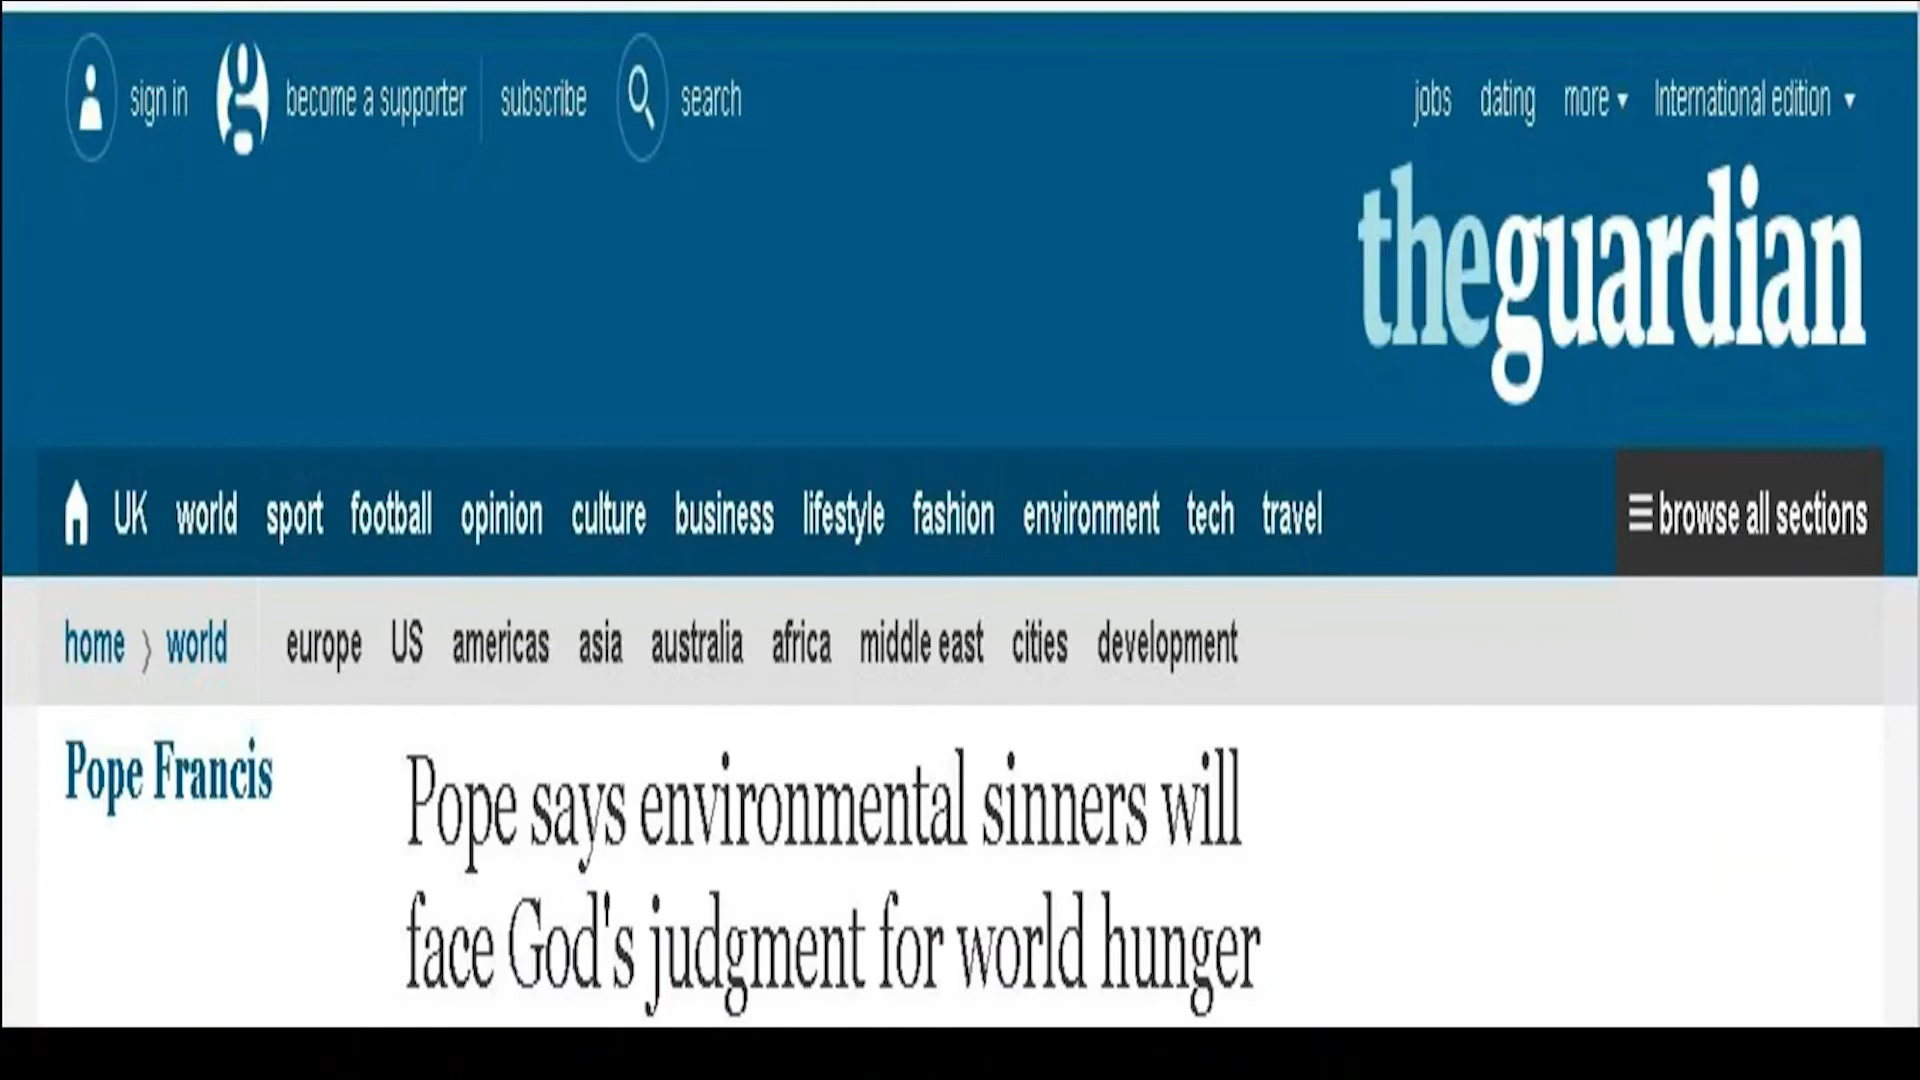 sign in become a supporter subscribe search jobs dating more International edition
theguardian
UK world sport football opinion culture business lifestyle fashion environment tech travel browse all sections
home › world europe US americas asia australia africa middle east cities development
Pope Francis
Pope says environmental sinners will
face God's judgment for world hunger